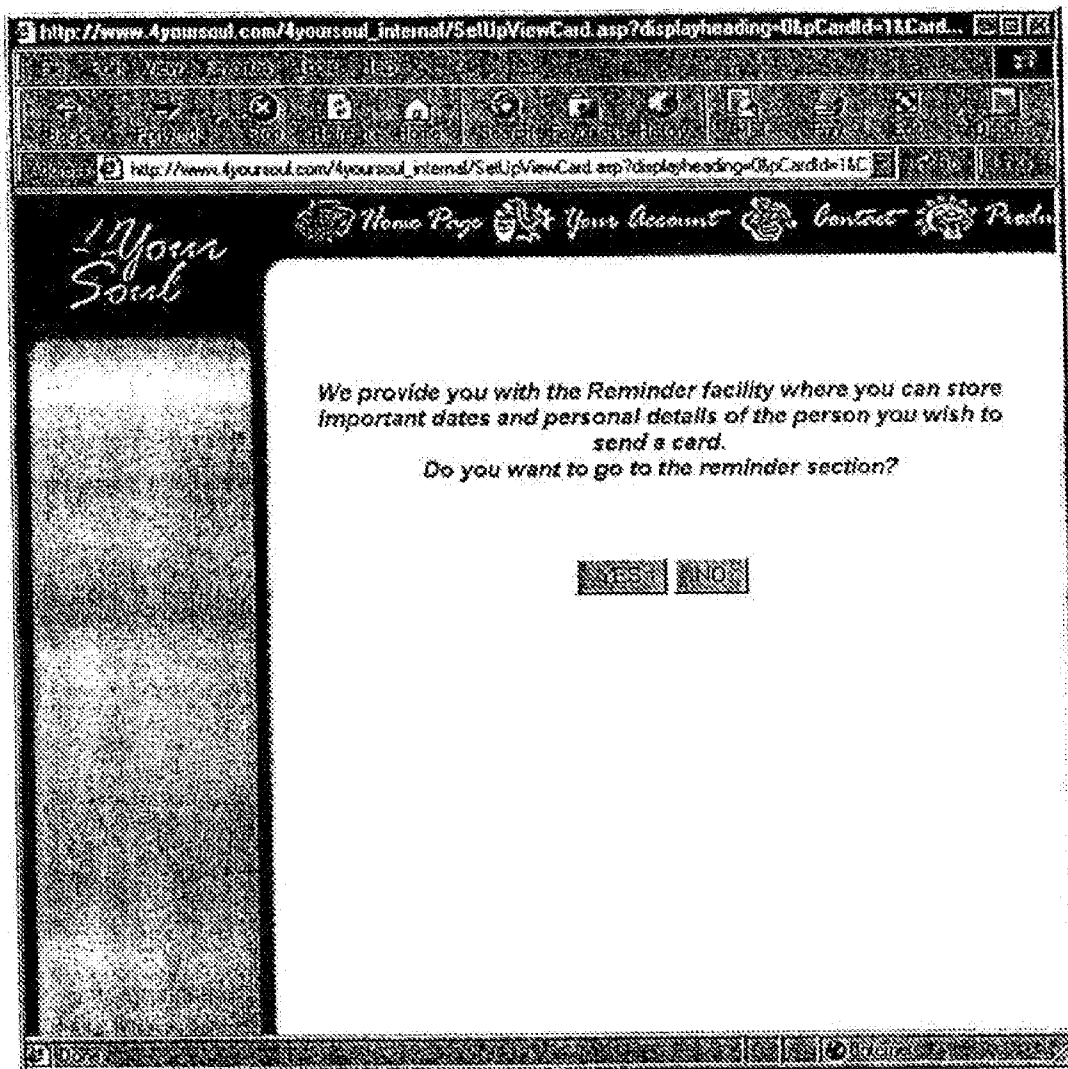 http://www.4yoursoul.com/4yoursoul_internal/SetUpViewCard.asp?displayheading=0&pCardId=1&Card...
http://www.4yoursoul.com/4yoursoul_internal/SetUpViewCard.asp?displayheading=0&pCardId=1&C
Home Page Your Account Contact Produ
4Your
Soul
We provide you with the Reminder facility where you can store
important dates and personal details of the person you wish to
send a card.
Do you want to go to the reminder section?
YES NO
Done